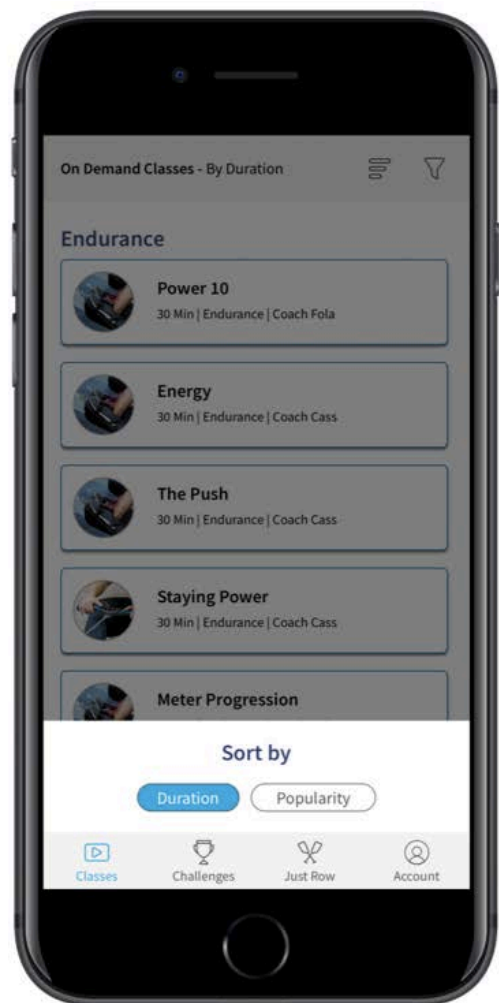 On Demand Classes - By Duration
Endurance
Power 10
30 Min | Endurance | Coach Fola
Energy
30 Min | Endurance | Coach Cass
The Push
30 Min | Endurance | Coach Cass
Staying Power
30 Min | Endurance | Coach Cass
Meter Progression
Sort by
Duration Popularity
Classes Challenges Just Row Account